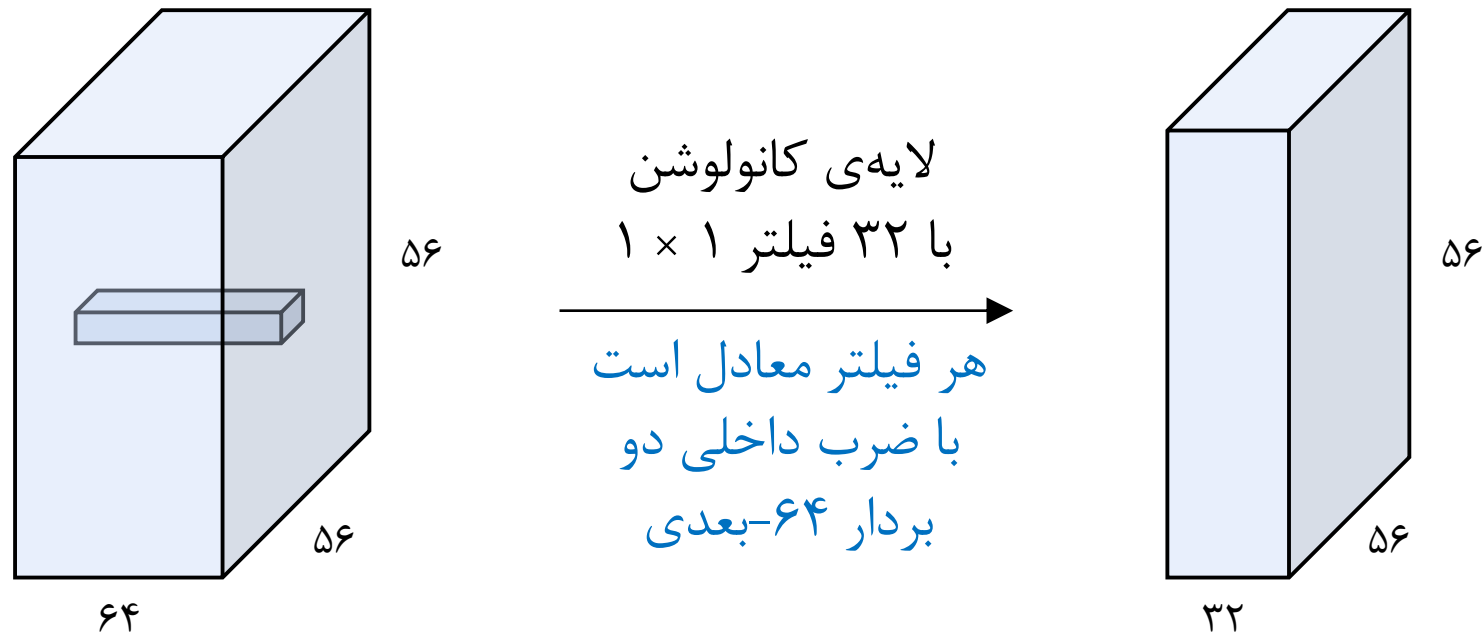 لایه‌ی کانولوشن
با ۳۲ فیلتر ۱ × ۱
هر فیلتر معادل است
با ضرب داخلی دو
بردار ۶۴-بعدی
۵۶
۵۶
۶۴
۵۶
۵۶
۳۲